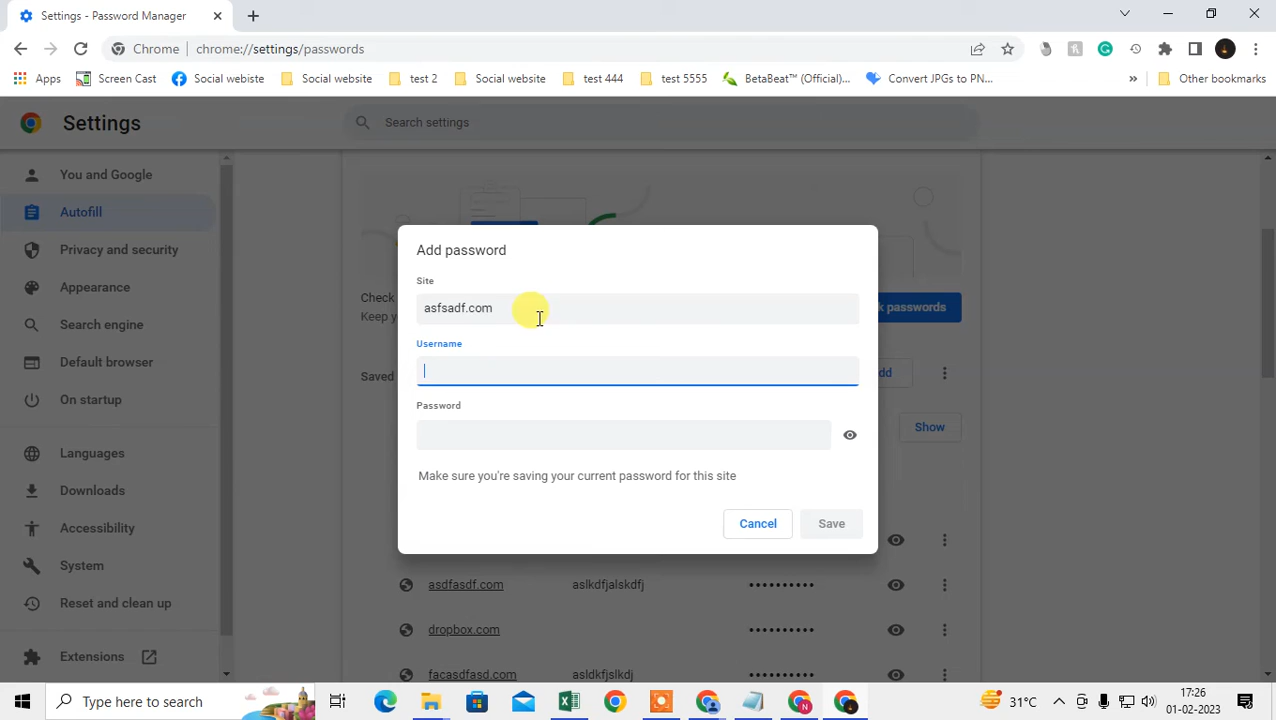 Settings - Password Manager
Chrome | chrome://settings/passwords
Apps Screen Cast Social webiste Social website test 2 Social website test 444 test 5555 BetaBeat™ (Official)... Convert JPGs to PN... » Other bookmarks
Settings
Search settings
You and Google
Autofill
Privacy and security
Appearance
Search engine
Default browser
On startup
Languages
Downloads
Accessibility
System
Reset and clean up
Extensions
Check
Keep y
k passwords
Saved
dd
Show
Add password
Site
asfsadf.com
Username
Password
Make sure you're saving your current password for this site
Cancel Save
asdfasdf.com aslkdfjalskdfj ••••••••••
dropbox.com ••••••••••
facasdfasd.com asldkfjlskdj ••••••••••
Type here to search
31°C
17:26
01-02-2023